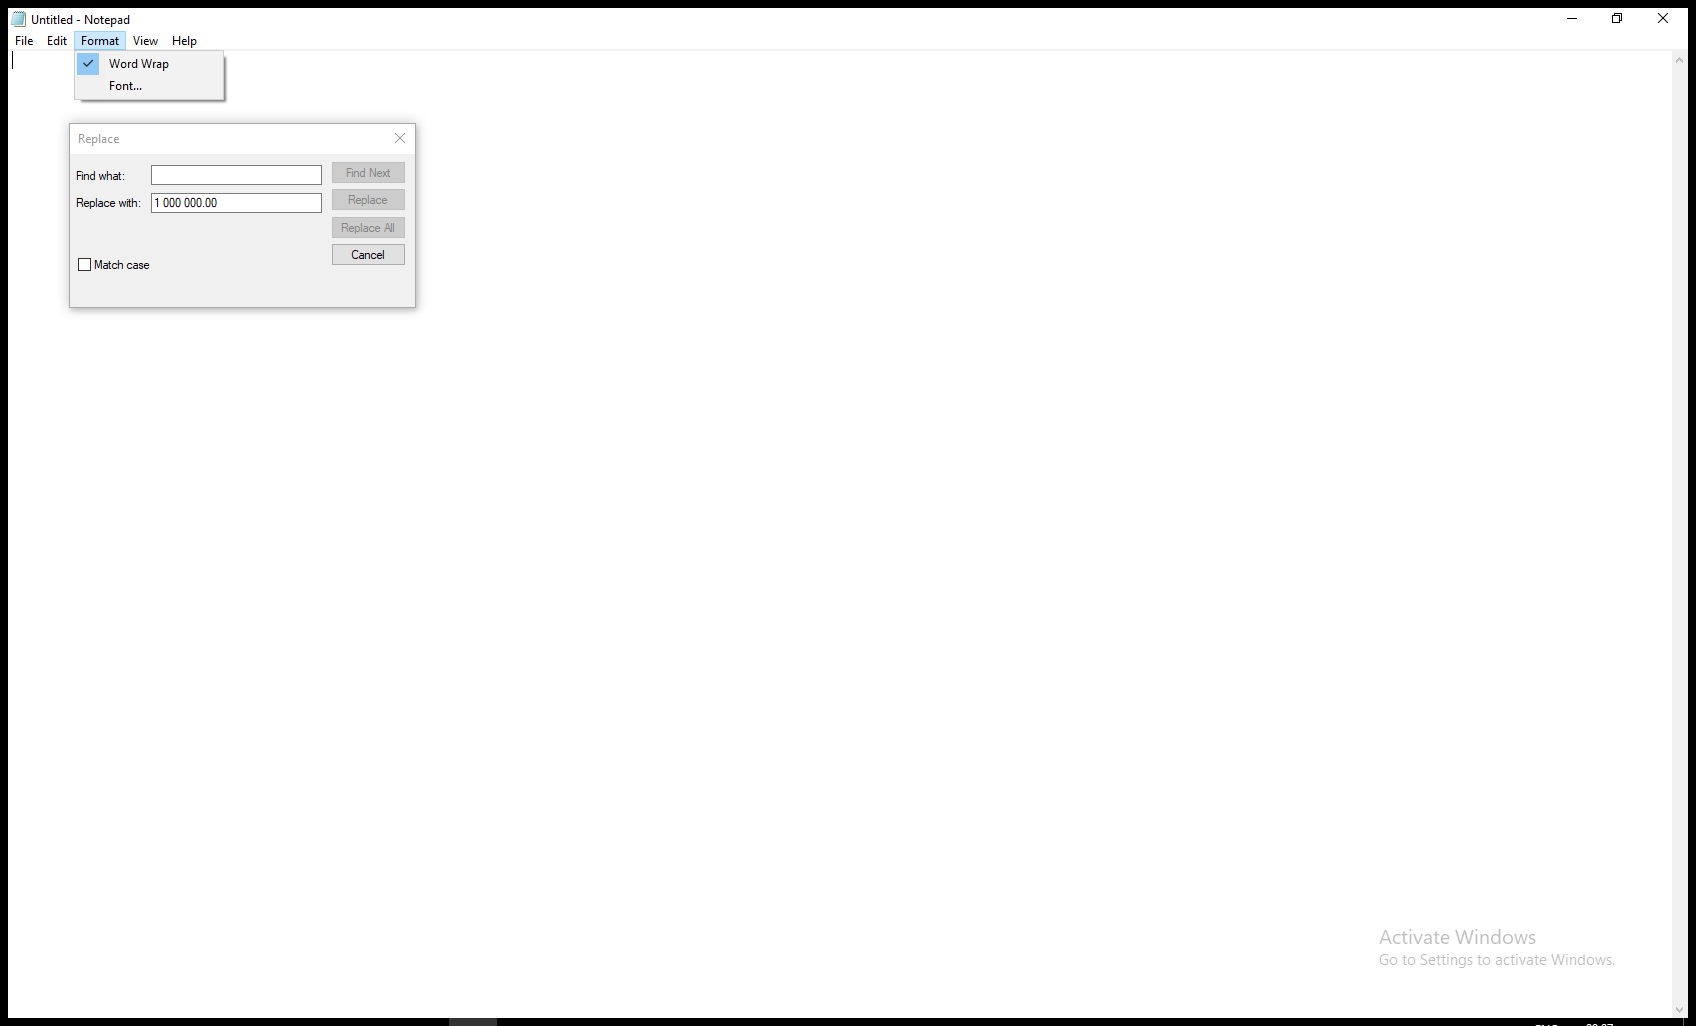 Untitled - Notepad
File Edit Format View Help
Word Wrap
Font...
Replace
Find what:
Find Next
Replace with: 1 000 000.00
Replace
Replace All
Cancel
Match case
Activate Windows
Go to Settings to activate Windows.